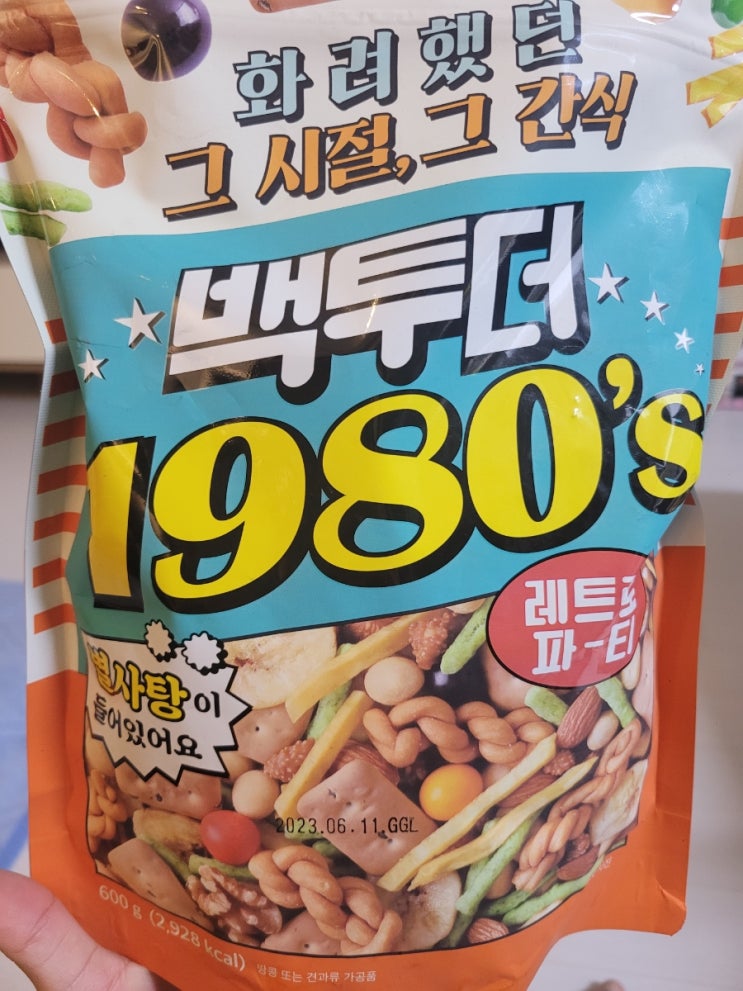 화려했던
그 시절, 그 간식
백투더
1980's
레트로
파-티
별사탕이
들어있어요
2023.06.11.GGL
600 g (2,928 kcal)
땅콩 또는 견과류 가공품